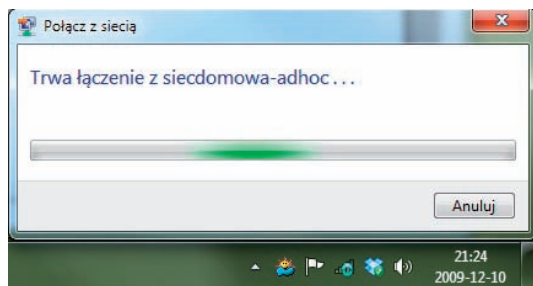 Połącz z siecią
Trwa łączenie z siecdomowa-adhoc . . .
Anuluj
21:24
2009-12-10